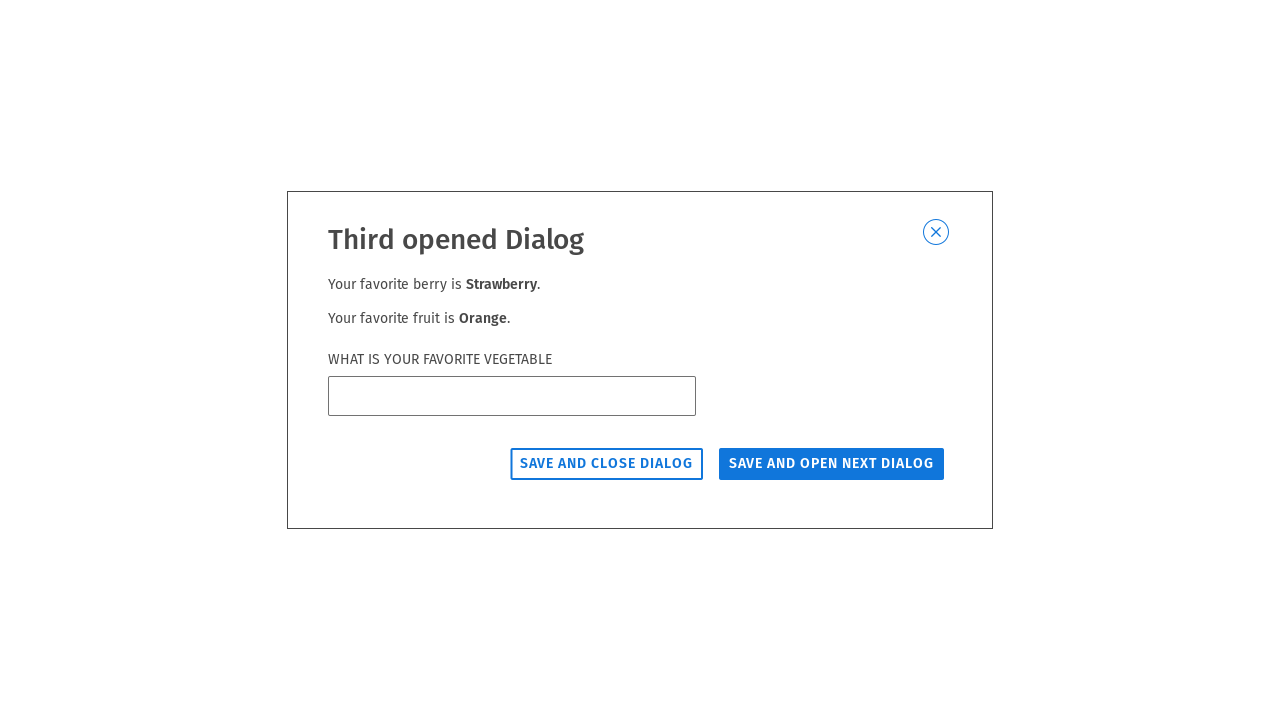 Third opened Dialog
Your favorite berry is Strawberry.
Your favorite fruit is Orange.
WHAT IS YOUR FAVORITE VEGETABLE
SAVE AND CLOSE DIALOG
SAVE AND OPEN NEXT DIALOG